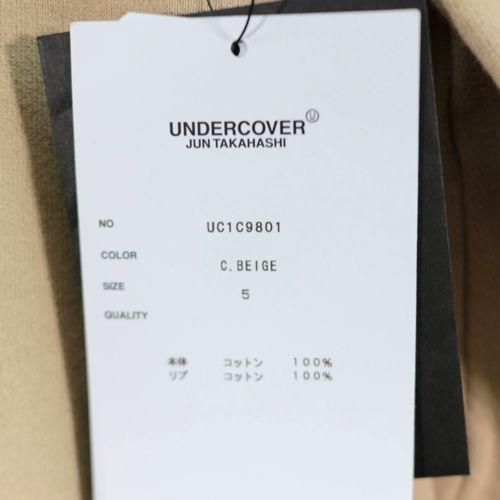 UNDERCOVER Ⓤ
JUN TAKAHASHI
NO UC1C9801
COLOR C.BEIGE
SIZE 5
QUALITY
本体 コットン 100%
リブ コットン 100%